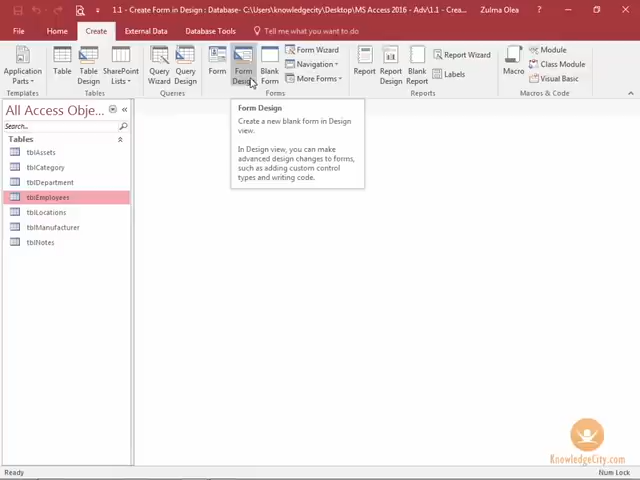 1.1 - Create Form in Design : Database- C:\Users\knowledgecity\Desktop\MS Access 2016 - Adv\1.1 - Crea... Zulma Olea ?
File Home Create External Data Database Tools Tell me what you want to do
Application Parts
Table
Table Design
SharePoint Lists
Query Wizard
Query Design
Form
Form Design
Blank Form
Form Wizard
Navigation
More Forms
Report
Report Design
Blank Report
Report Wizard
Labels
Macro
Module
Class Module
Visual Basic
Templates Tables Queries Forms Reports Macros & Code
All Access Obje... «
Search...
Tables
tblAssets
tblCategory
tblDepartment
tblEmployees
tblLocations
tblManufacturer
tblNotes
Form Design
Create a new blank form in Design
view.
In Design view, you can make
advanced design changes to forms,
such as adding custom control
types and writing code.
KnowledgeCity.com
Ready Num Lock